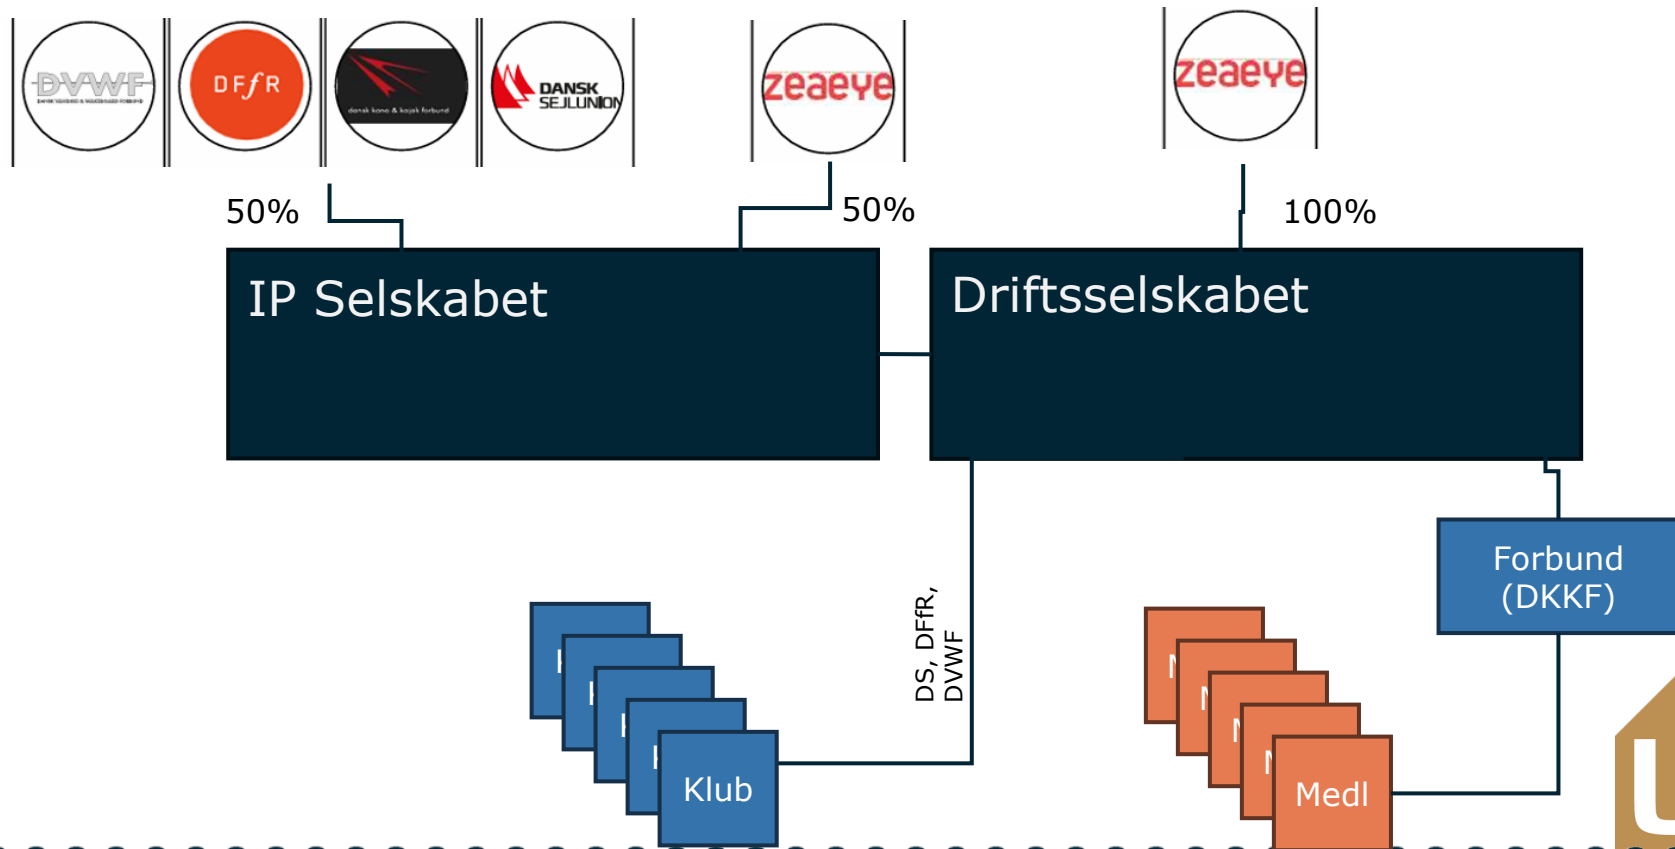 DVWF
DFfR
dansk kano & kajak forbund
DANSK
SEJLUNION
zeaeye
zeaeye
50%
50%
100%
IP Selskabet
Driftsselskabet
Forbund
(DKKF)
DS, DFfR,
DVWF
K
K
K
K
Klub
M
M
M
M
Medl